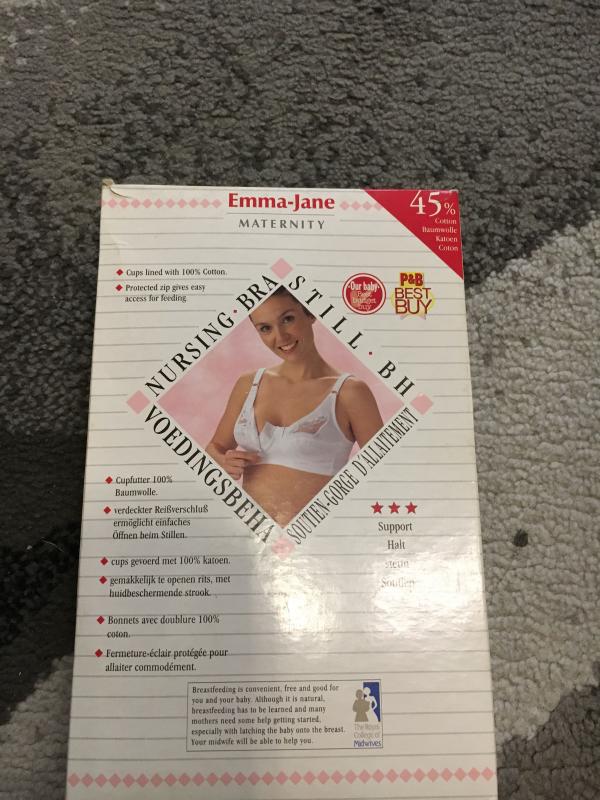 Emma-Jane
MATERNITY
45%
Cotton
Baumwolle
Katoen
Coton
Cups lined with 100% Cotton.
Protected zip gives easy
access for feeding.
Our baby
Best
budget
buy
P&B
BEST
BUY
NURSING · BRA
STILL · BH
VOEDINGSBEHA
SOUTIEN-GORGE D'ALLAITEMENT
Cupfutter 100%
Baumwolle.
verdeckter Reißverschluß
ermöglicht einfaches
Öffnen beim Stillen.
cups gevoerd met 100% katoen.
gemakkelijk te openen rits, met
huidbeschermende strook.
Bonnets avec doublure 100%
coton.
Fermeture-éclair protégée pour
allaiter commodément.
Support
Halt
steun
Soutien
Breastfeeding is convenient, free and good for
you and your baby. Although it is natural,
breastfeeding has to be learned and many
mothers need some help getting started,
especially with latching the baby onto the breast.
Your midwife will be able to help you.
The Royal
College of
Midwives